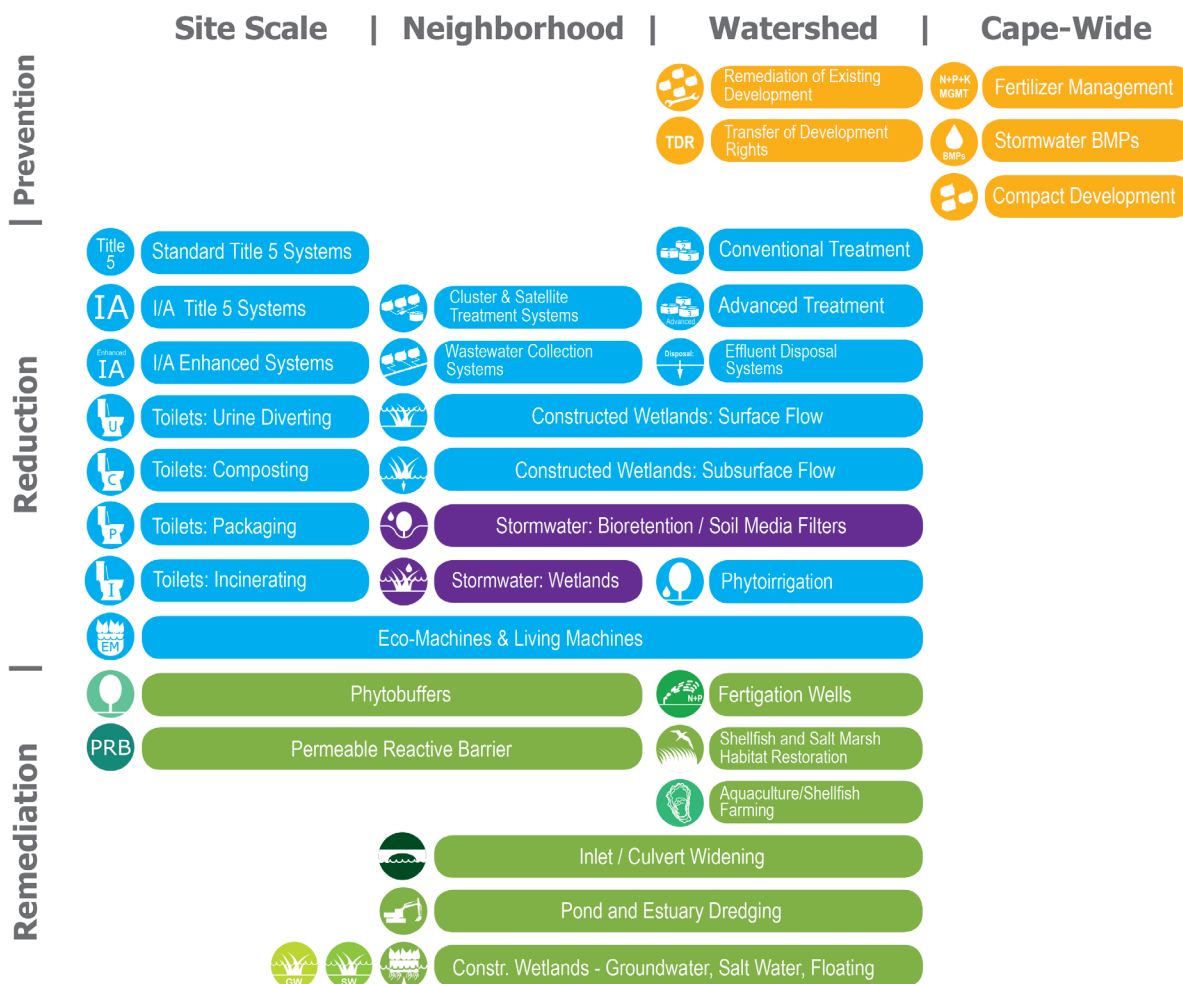 Site Scale | Neighborhood | Watershed | Cape-Wide
Prevention |
Remediation of Existing
Development
N+P+K
MGMT
Fertilizer Management
TDR
Transfer of Development
Rights
BMPs
Stormwater BMPs
Compact Development
Reduction |
Title
5
Standard Title 5 Systems
Conventional Treatment
IA
I/A Title 5 Systems
Cluster & Satellite
Treatment Systems
Advanced
Advanced Treatment
Enhanced
IA
I/A Enhanced Systems
Wastewater Collection
Systems
Disposal:
Effluent Disposal
Systems
U
Toilets: Urine Diverting
Constructed Wetlands: Surface Flow
C
Toilets: Composting
Constructed Wetlands: Subsurface Flow
P
Toilets: Packaging
Stormwater: Bioretention / Soil Media Filters
I
Toilets: Incinerating
Stormwater: Wetlands
Phytoirrigation
EM
Eco-Machines & Living Machines
Remediation
Phytobuffers
N+P
Fertigation Wells
PRB
Permeable Reactive Barrier
Shellfish and Salt Marsh
Habitat Restoration
Aquaculture/Shellfish
Farming
Inlet / Culvert Widening
Pond and Estuary Dredging
GW
SW
Constr. Wetlands - Groundwater, Salt Water, Floating